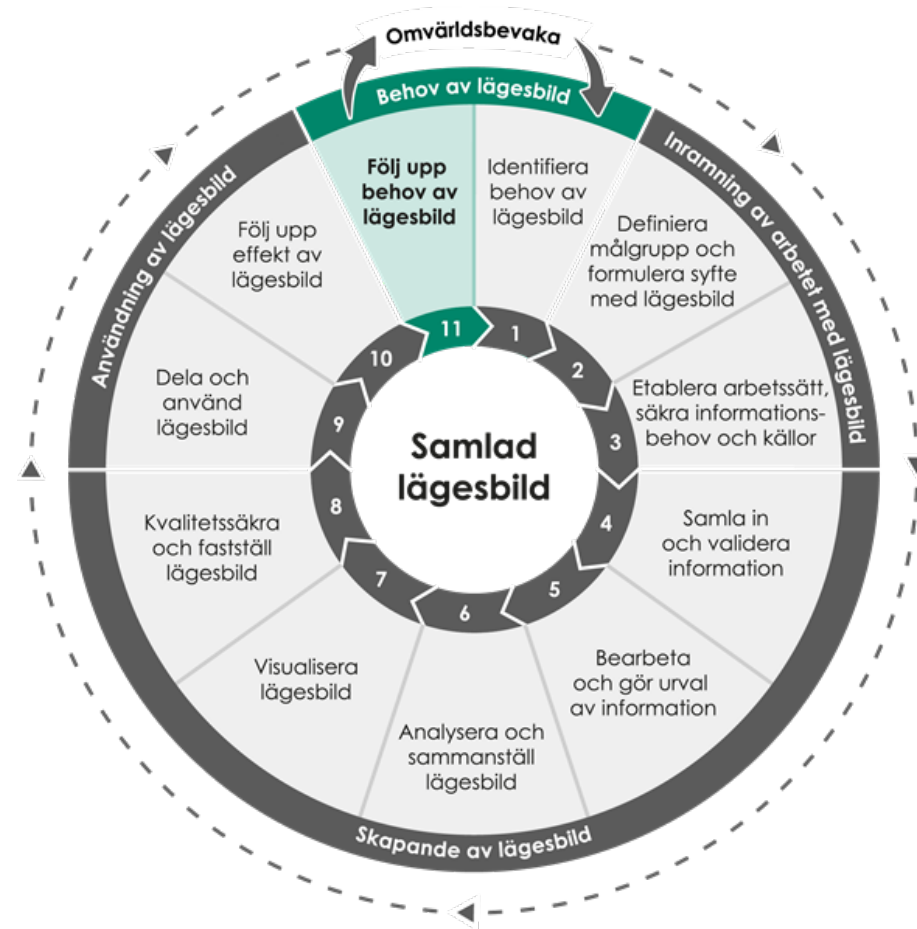 Omvärldsbevaka
Behov av lägesbild
Följ upp
behov av
lägesbild
Identifiera
behov av
lägesbild
Inramning av arbetet med lägesbild
Definiera
målgrupp och
formulera syfte
med lägesbild
Etablera arbetssätt,
säkra informations-
behov och källor
Samla in
och validera
information
Bearbeta
och gör urval
av information
Analysera och
sammanställ
lägesbild
Visualisera
lägesbild
Kvalitetssäkra
och fastställ
lägesbild
Skapande av lägesbild
Dela och
använd
lägesbild
Följ upp
effekt av
lägesbild
Användning av lägesbild
11
1
2
3
4
5
6
7
8
9
10
Samlad
lägesbild